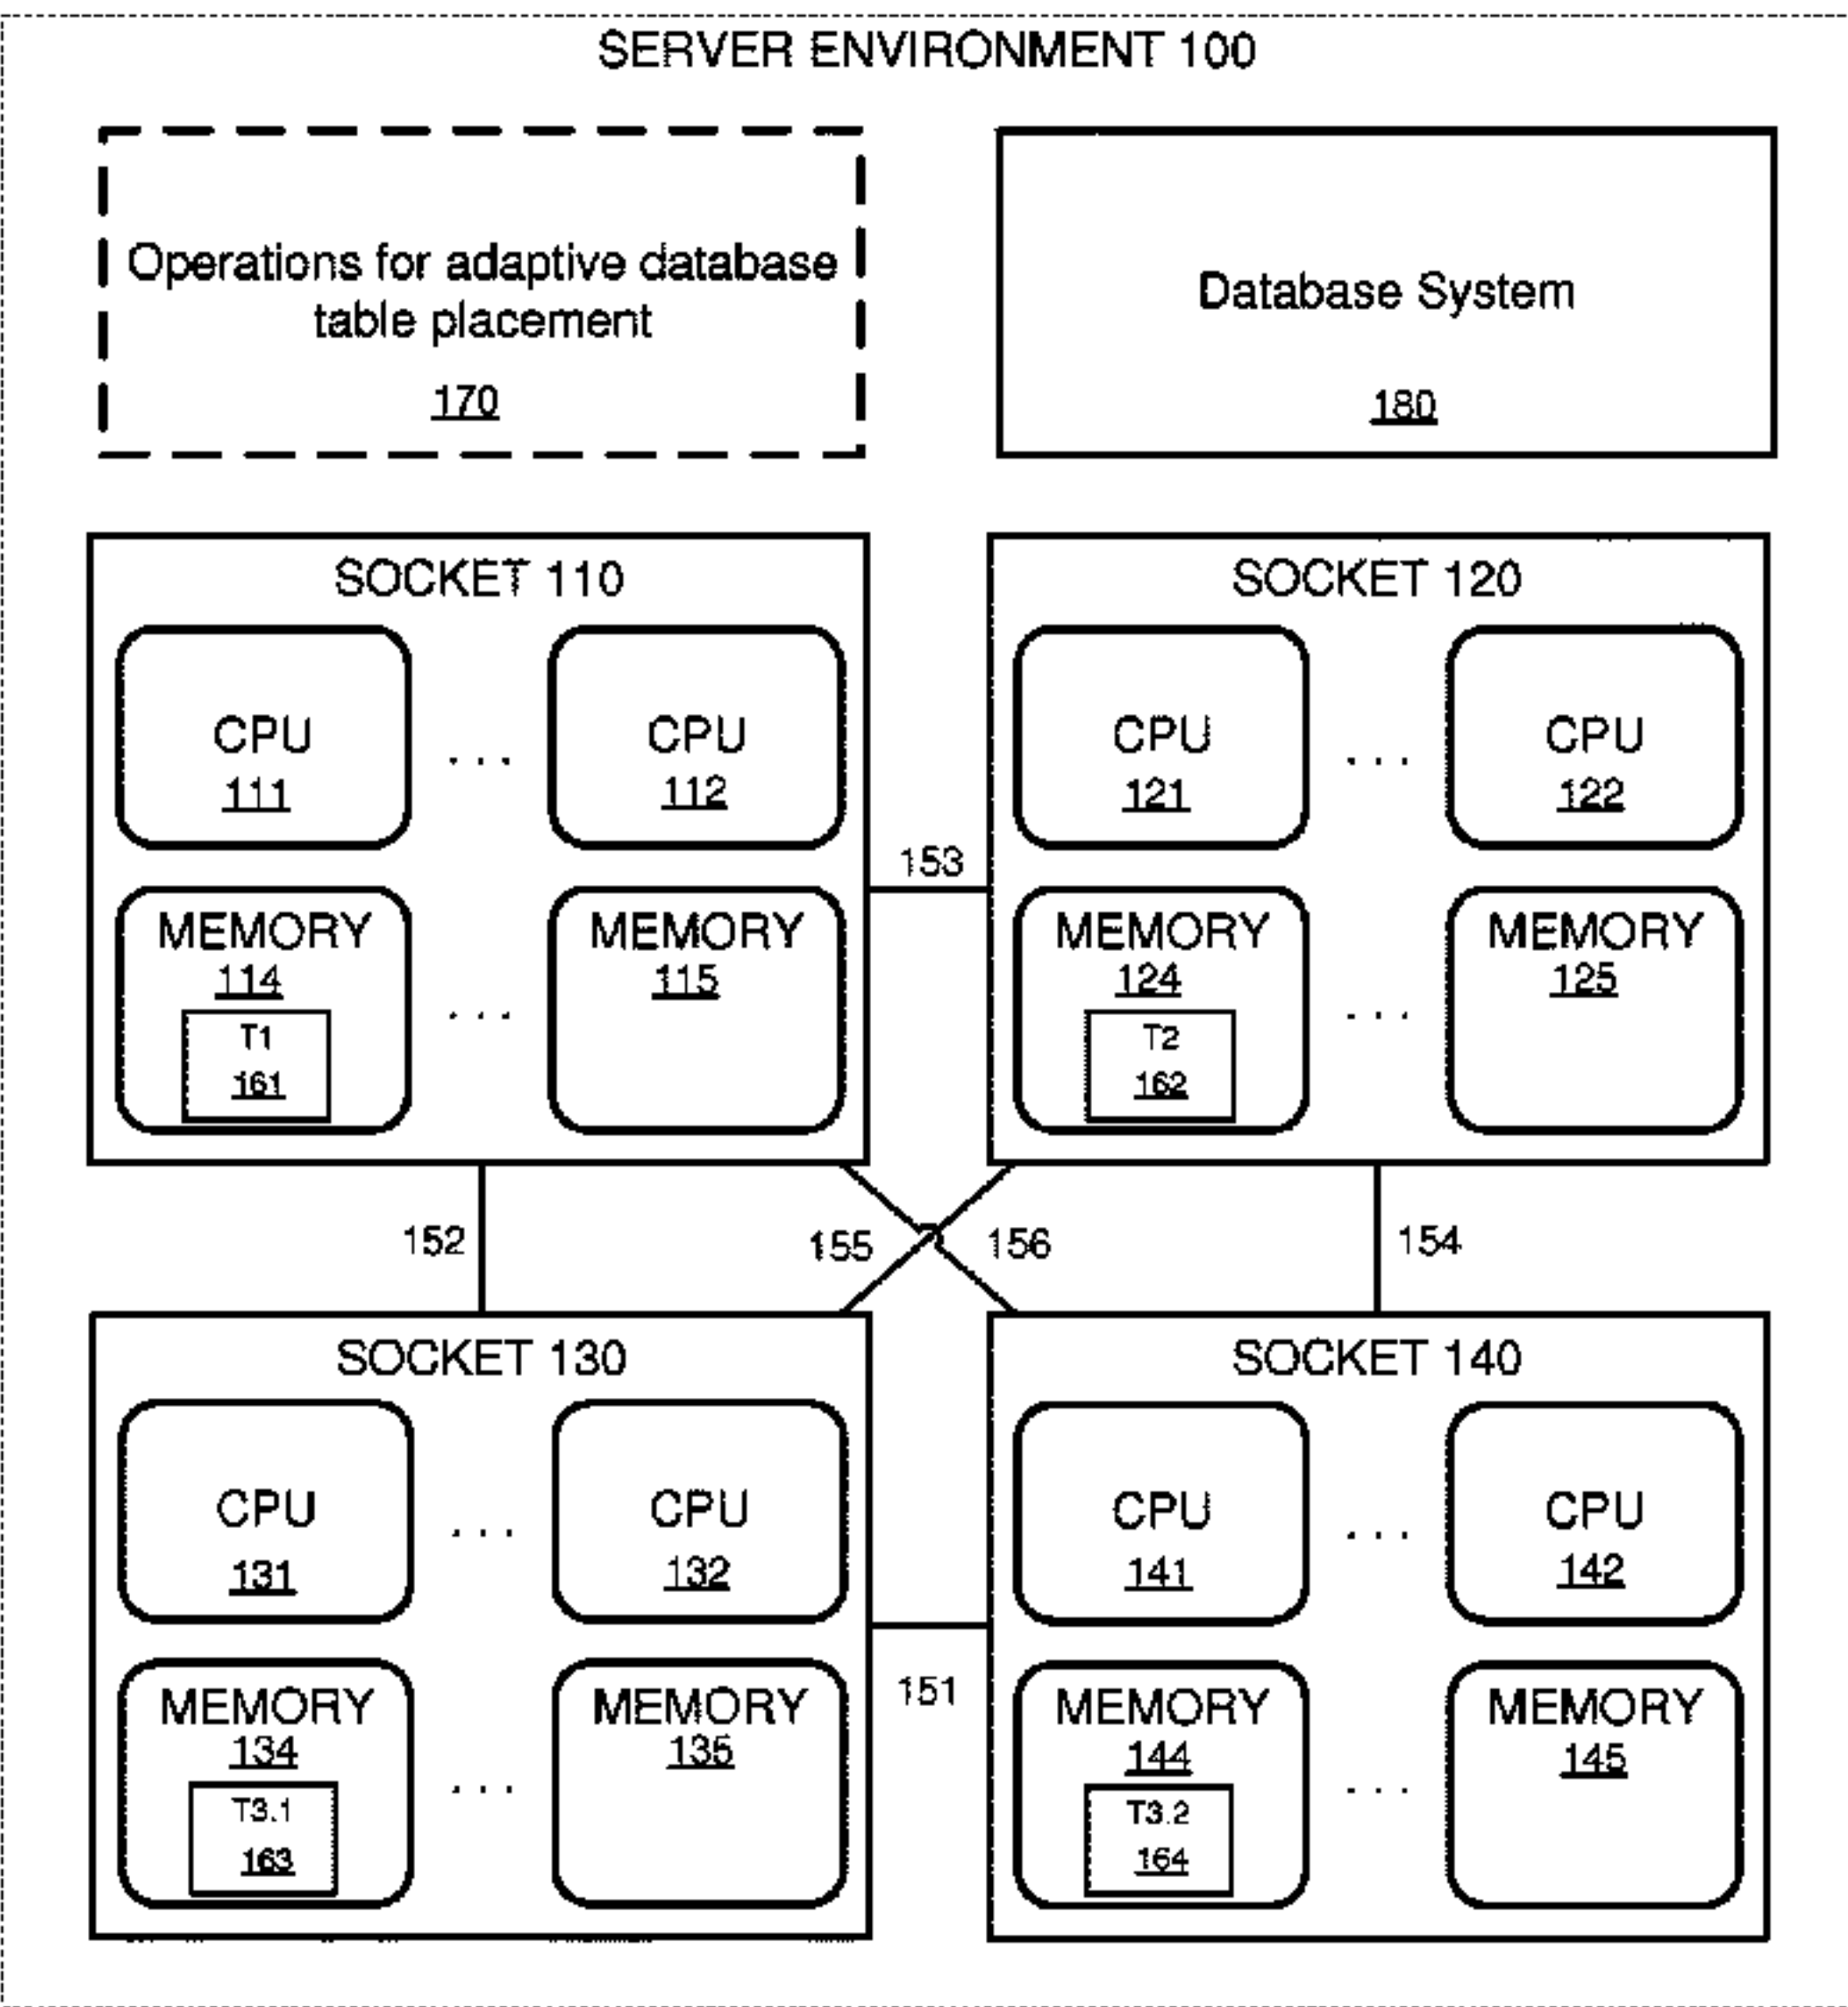 SERVER ENVIRONMENT 100
Operations for adaptive database
table placement
170
Database System
180
SOCKET 110
CPU
111
. . .
CPU
112
MEMORY
114
T1
161
. . .
MEMORY
115
153
SOCKET 120
CPU
121
. . .
CPU
122
MEMORY
124
T2
162
. . .
MEMORY
125
152
155
156
154
SOCKET 130
CPU
131
. . .
CPU
132
MEMORY
134
T3.1
163
. . .
MEMORY
135
151
SOCKET 140
CPU
141
. . .
CPU
142
MEMORY
144
T3.2
164
. . .
MEMORY
145